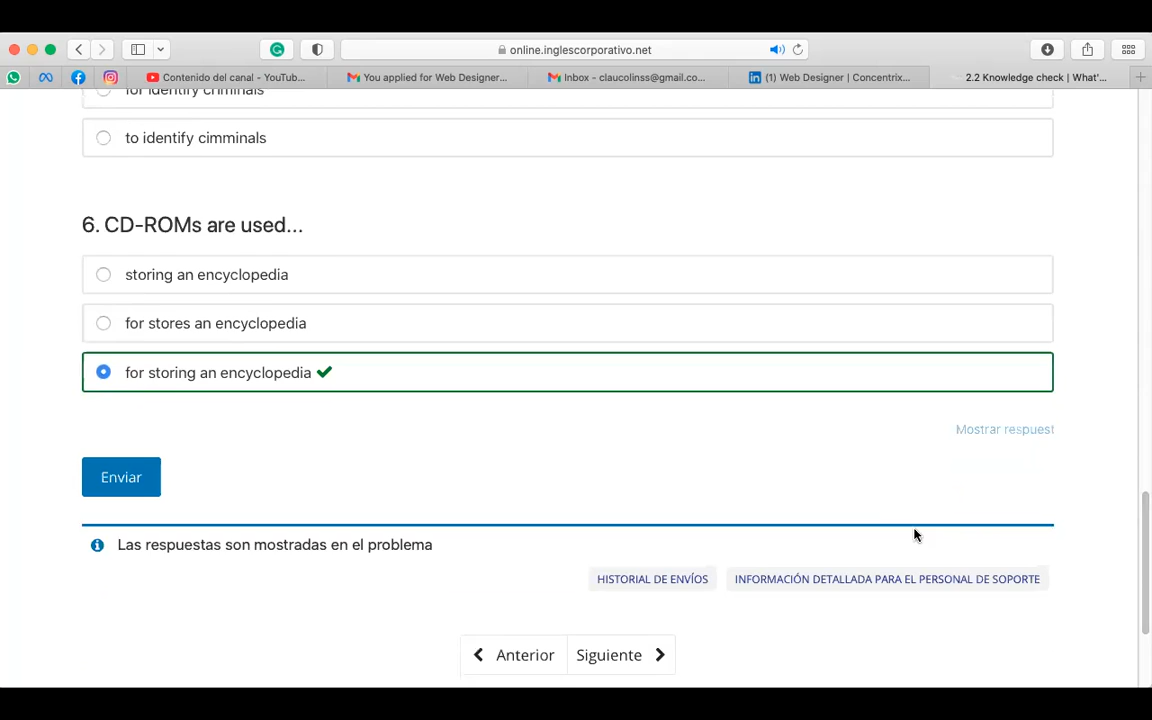 online.inglescorporativo.net
Contenido del canal - YouTub...
You applied for Web Designer...
Inbox - claucolinss@gmail.co...
(1) Web Designer | Concentrix...
2.2 Knowledge check | What'...
for identify criminals
to identify cimminals
6. CD-ROMs are used...
storing an encyclopedia
for stores an encyclopedia
for storing an encyclopedia
Mostrar respuest
Enviar
Las respuestas son mostradas en el problema
HISTORIAL DE ENVÍOS
INFORMACIÓN DETALLADA PARA EL PERSONAL DE SOPORTE
Anterior
Siguiente